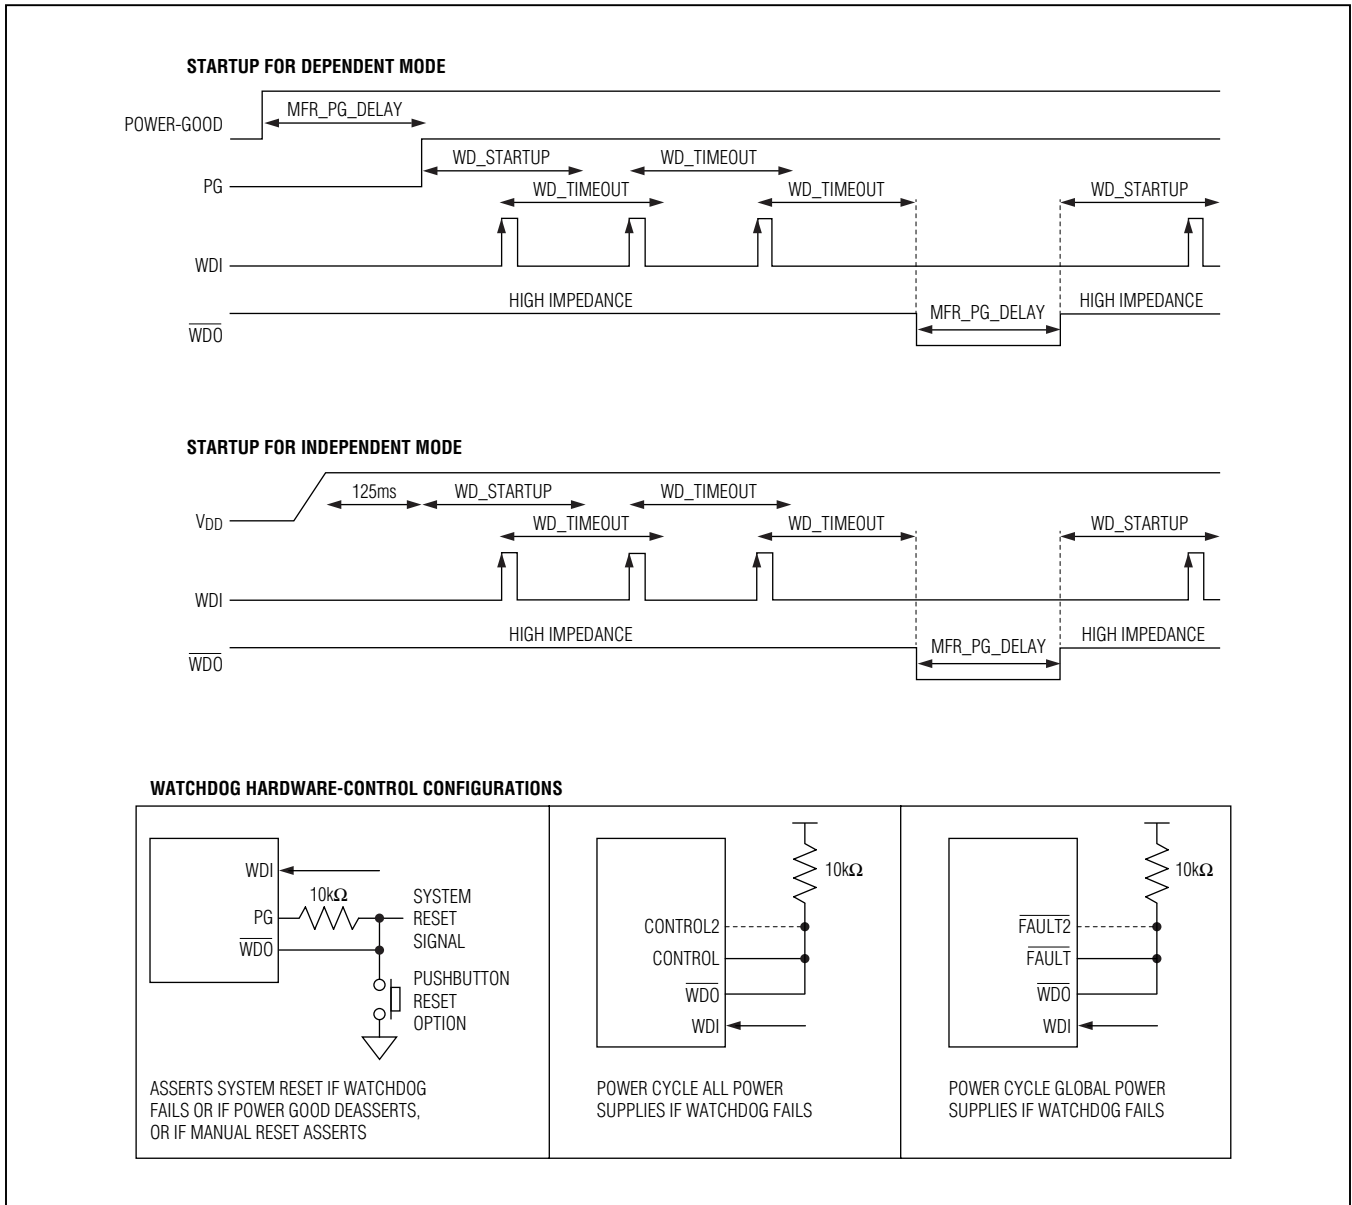 STARTUP FOR DEPENDENT MODE
POWER-GOOD
MFR_PG_DELAY
PG
WD_STARTUP
WD_TIMEOUT
WD_TIMEOUT
WD_TIMEOUT
WD_STARTUP
WDI
HIGH IMPEDANCE
MFR_PG_DELAY
HIGH IMPEDANCE
WDO
STARTUP FOR INDEPENDENT MODE
125ms
WD_STARTUP
WD_TIMEOUT
VDD
WD_TIMEOUT
WD_TIMEOUT
WD_STARTUP
WDI
HIGH IMPEDANCE
MFR_PG_DELAY
HIGH IMPEDANCE
WDO
WATCHDOG HARDWARE-CONTROL CONFIGURATIONS
WDI
10kΩ
PG
WDO
SYSTEM
RESET
SIGNAL
PUSHBUTTON
RESET
OPTION
ASSERTS SYSTEM RESET IF WATCHDOG
FAILS OR IF POWER GOOD DEASSERTS,
OR IF MANUAL RESET ASSERTS
10kΩ
CONTROL2
CONTROL
WDO
WDI
POWER CYCLE ALL POWER
SUPPLIES IF WATCHDOG FAILS
10kΩ
FAULT2
FAULT
WDO
WDI
POWER CYCLE GLOBAL POWER
SUPPLIES IF WATCHDOG FAILS